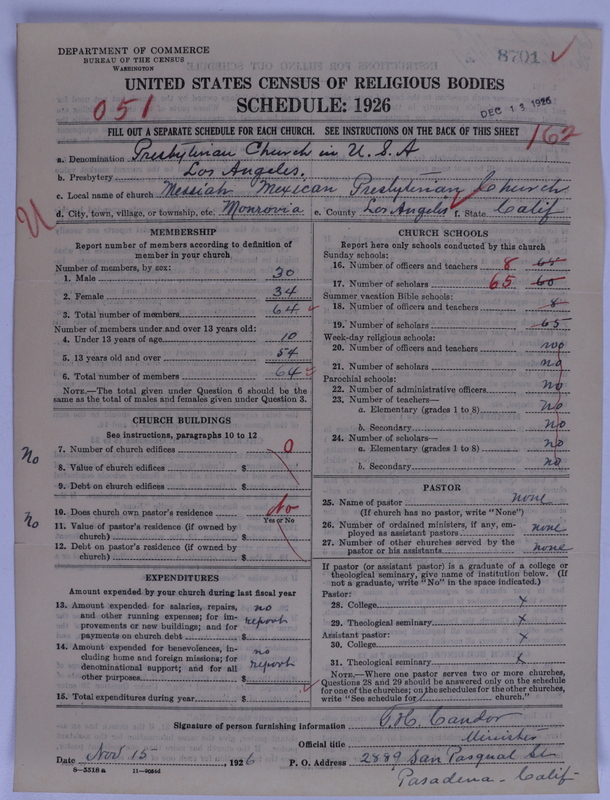 DEPARTMENT OF COMMERCE
BUREAU OF THE CENSUS
WASHINGTON
8701 ✓
UNITED STATES CENSUS OF RELIGIOUS BODIES
SCHEDULE: 1926
051
DEC 13 1926
FILL OUT A SEPARATE SCHEDULE FOR EACH CHURCH. SEE INSTRUCTIONS ON THE BACK OF THIS SHEET
162
a. Denomination Presbyterian Church in U.S.A
b. Presbytery Los Angeles.
c. Local name of church Messiah Mexican Presbyterian Church
d. City, town, village, or township, etc. Monrovia e. County Los Angeles f. State Calif
MEMBERSHIP
Report number of members according to definition of
member in your church
Number of members, by sex:
1. Male 30
2. Female 34
3. Total number of members 64 ✓
Number of members under and over 13 years old:
4. Under 13 years of age 10
5. 13 years old and over 54
6. Total number of members 64
NOTE.—The total given under Question 6 should be the
same as the total of males and females given under Question 3.
CHURCH BUILDINGS
See instructions, paragraphs 10 to 12
No
7. Number of church edifices 0
8. Value of church edifices $
9. Debt on church edifices $
No
10. Does church own pastor's residence No
Yes or No
11. Value of pastor's residence (if owned by
church) $
12. Debt on pastor's residence (if owned by
church) $
EXPENDITURES
Amount expended by your church during last fiscal year
13. Amount expended for salaries, repairs,
and other running expenses; for im-
provements or new buildings; and for
payments on church debt $ no report
14. Amount expended for benevolences, in-
cluding home and foreign missions; for
denominational support; and for all
other purposes $ no report
15. Total expenditures during year $ ✓
CHURCH SCHOOLS
Report here only schools conducted by this church
Sunday schools:
16. Number of officers and teachers 8
17. Number of scholars 65 60
Summer vacation Bible schools:
18. Number of officers and teachers 8
19. Number of scholars 65
Week-day religious schools:
20. Number of officers and teachers no
21. Number of scholars no
Parochial schools:
22. Number of administrative officers no
23. Number of teachers—
a. Elementary (grades 1 to 8) no
b. Secondary no
24. Number of scholars—
a. Elementary (grades 1 to 8) no
b. Secondary no
PASTOR
25. Name of pastor none
(If church has no pastor, write "None")
26. Number of ordained ministers, if any, em-
ployed as assistant pastors none
27. Number of other churches served by the
pastor or his assistants none
If pastor (or assistant pastor) is a graduate of a college or
theological seminary, give name of institution below. (If
not a graduate, write "No" in the space indicated.)
Pastor:
28. College x
29. Theological seminary x
Assistant pastor:
30. College x
31. Theological seminary x
NOTE.—Where one pastor serves two or more churches,
Questions 28 and 29 should be answered only on the schedule
for one of the churches; on the schedules for the other churches,
write "See schedule for church."
Signature of person furnishing information Candor
Official title Minister
Date Nov 15, 1926 P. O. Address 2889 San Pasqual St
8-5518 a 11-9056d
Pasadena - Calif-